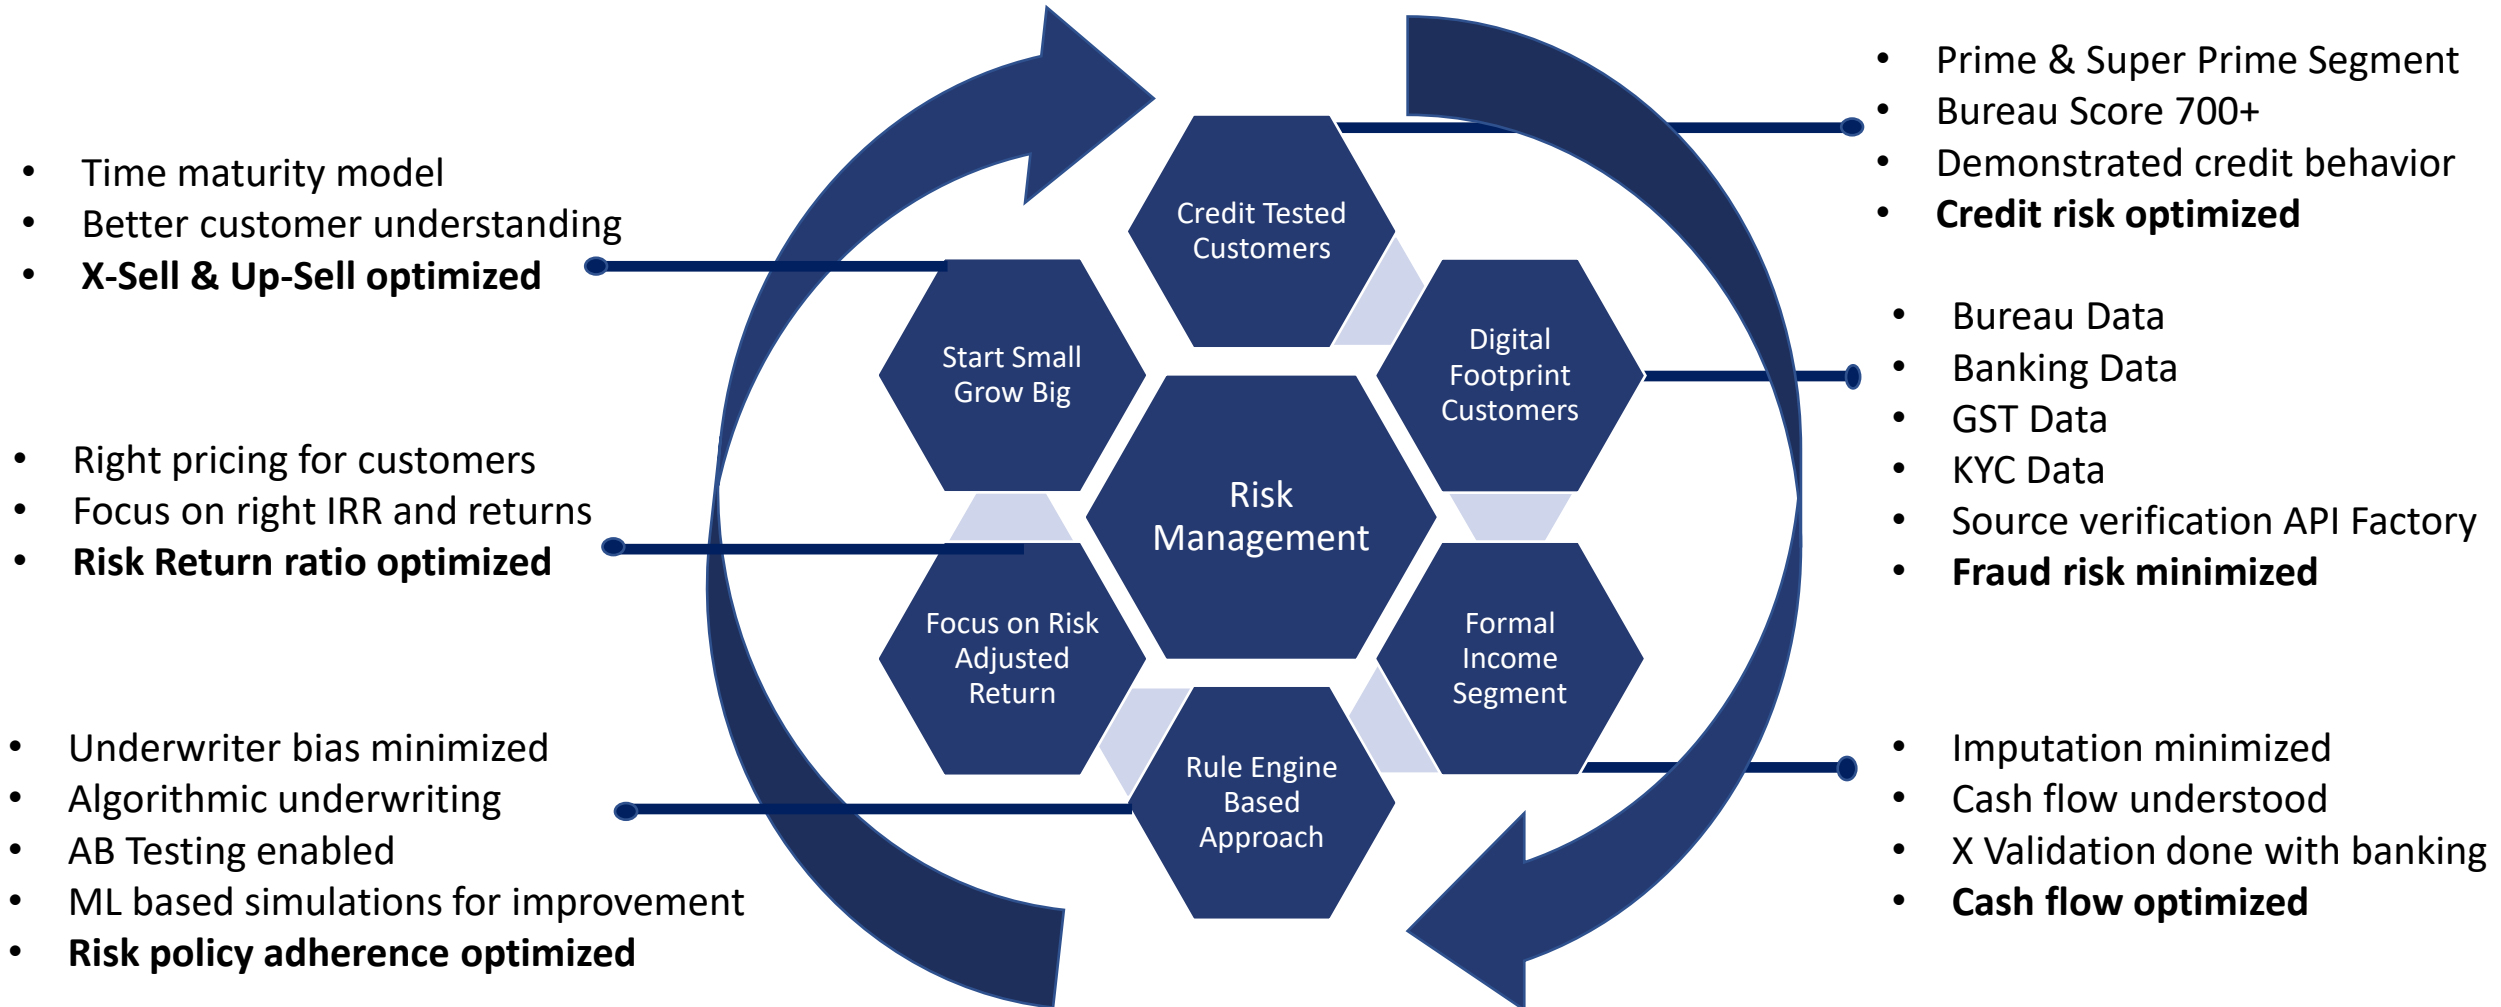 Time maturity model
Better customer understanding
X-Sell & Up-Sell optimized
Right pricing for customers
Focus on right IRR and returns
Risk Return ratio optimized
Underwriter bias minimized
Algorithmic underwriting
AB Testing enabled
ML based simulations for improvement
Risk policy adherence optimized
Credit Tested
Customers
Digital
Footprint
Customers
Formal
Income
Segment
Rule Engine
Based
Approach
Focus on Risk
Adjusted
Return
Start Small
Grow Big
Risk
Management
Prime & Super Prime Segment
Bureau Score 700+
Demonstrated credit behavior
Credit risk optimized
Bureau Data
Banking Data
GST Data
KYC Data
Source verification API Factory
Fraud risk minimized
Imputation minimized
Cash flow understood
X Validation done with banking
Cash flow optimized